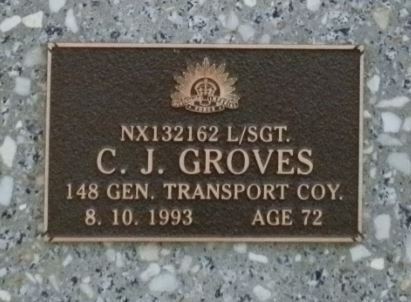 NX132162 L/SGT.
C. J. GROVES
148 GEN. TRANSPORT COY.
8. 10. 1993 AGE 72